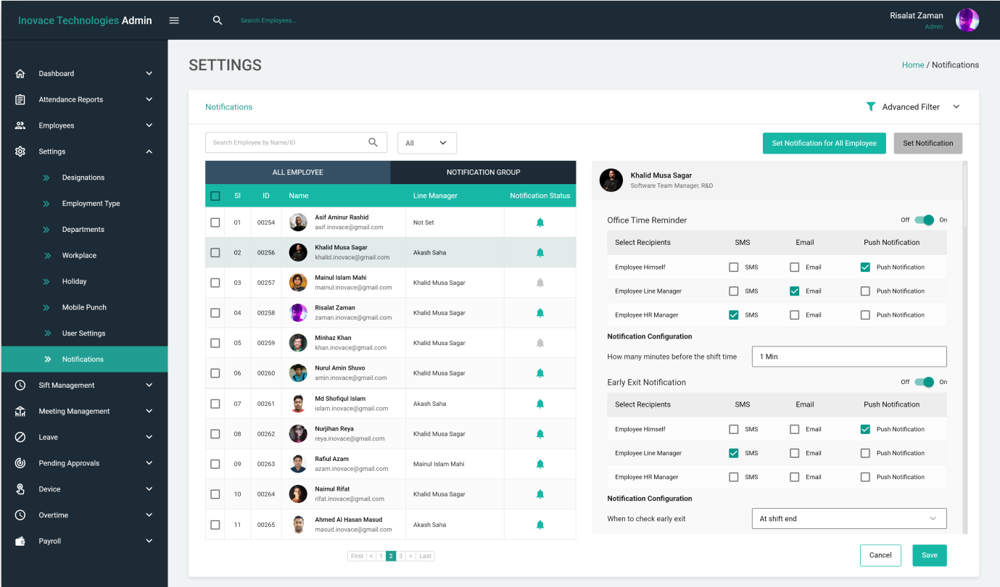 Inovace Technologies Admin
Search Employees...
Risalat Zaman
Admin
Dashboard
Attendance Reports
Employees
Settings
Designations
Employment Type
Departments
Workplace
Holiday
Mobile Punch
User Settings
Notifications
Sift Management
Meeting Management
Leave
Pending Approvals
Device
Overtime
Payroll
SETTINGS
Home / Notifications
Notifications
Advanced Filter
Search Employee by Name/ID
All
Set Notification for All Employee
Set Notification
ALL EMPLOYEE NOTIFICATION GROUP
Sl ID Name Line Manager Notification Status
01 00254 Asif Aminur Rashid Not Set
asif.inovace@gmail.com
02 00256 Khalid Musa Sagar Akash Saha
khalid.inovace@gmail.com
03 00257 Mainul Islam Mahi Khalid Musa Sagar
mainul.inovace@gmail.com
04 00258 Risalat Zaman Khalid Musa Sagar
zaman.inovace@gmail.com
05 00259 Minhaz Khan Khalid Musa Sagar
khan.inovace@gmail.com
06 00260 Nurul Amin Shuvo Khalid Musa Sagar
amin.inovace@gmail.com
07 00261 Md Shofiqul Islam Akash Saha
islam.inovace@gmail.com
08 00262 Nurjihan Reya Khalid Musa Sagar
reya.inovace@gmail.com
09 00263 Rafiul Azam Mainul Islam Mahi
azam.inovace@gmail.com
10 00264 Naimul Rifat Khalid Musa Sagar
rifat.inovace@gmail.com
11 00265 Ahmed Al Hasan Masud Akash Saha
masud.inovace@gmail.com
First < 1 2 3 > Last
Khalid Musa Sagar
Software Team Manager, R&D
Office Time Reminder Off On
Select Recipients SMS Email Push Notification
Employee Himself SMS Email Push Notification
Employee Line Manager SMS Email Push Notification
Employee HR Manager SMS Email Push Notification
Notification Configuration
How many minutes before the shift time 1 Min
Early Exit Notification Off On
Select Recipients SMS Email Push Notification
Employee Himself SMS Email Push Notification
Employee Line Manager SMS Email Push Notification
Employee HR Manager SMS Email Push Notification
Notification Configuration
When to check early exit At shift end
Cancel Save